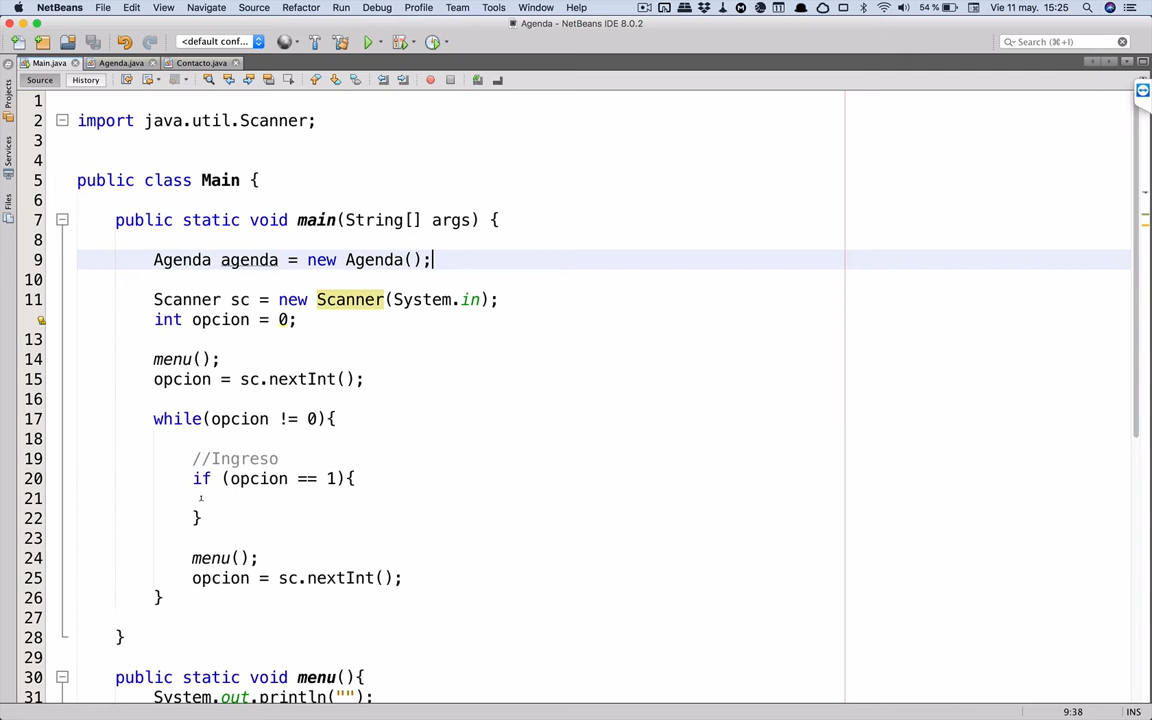 NetBeans File Edit View Navigate Source Refactor Run Debug Profile Team Tools Window Help 54 % Vie 11 may. 15:25
Agenda - NetBeans IDE 8.0.2
<default conf... Search (⌘+I)
Main.java Agenda.java Contacto.java
Source History
Projects
Services
Files
1
2 import java.util.Scanner;
3
4
5 public class Main {
6
7 public static void main(String[] args) {
8
9 Agenda agenda = new Agenda();
10
11 Scanner sc = new Scanner(System.in);
int opcion = 0;
13
14 menu();
15 opcion = sc.nextInt();
16
17 while(opcion != 0){
18
19 //Ingreso
20 if (opcion == 1){
21
22 }
23
24 menu();
25 opcion = sc.nextInt();
26 }
27
28 }
29
30 public static void menu(){
31 System.out.println("");
9:38 INS